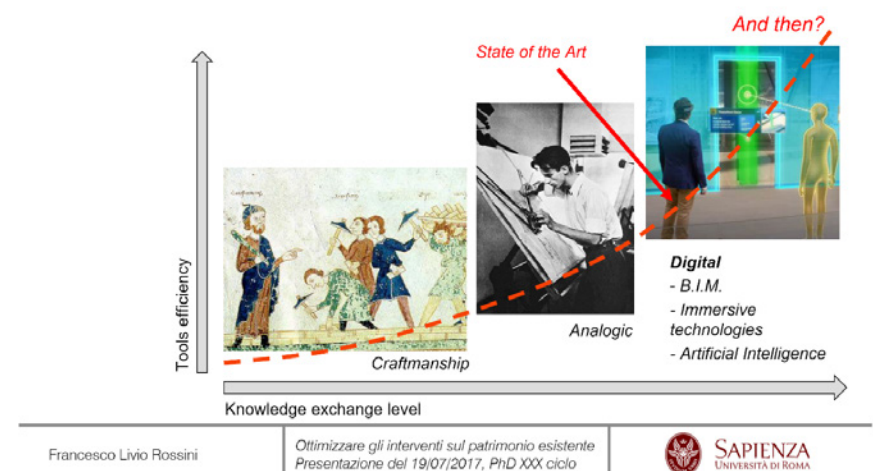 And then?
State of the Art
Tools efficiency
Craftmanship
Analogic
Digital
- B.I.M.
- Immersive
technologies
- Artificial Intelligence
Knowledge exchange level
Francesco Livio Rossini
Ottimizzare gli interventi sul patrimonio esistente
Presentazione del 19/07/2017, PhD XXX ciclo
SAPIENZA
UNIVERSITÀ DI ROMA